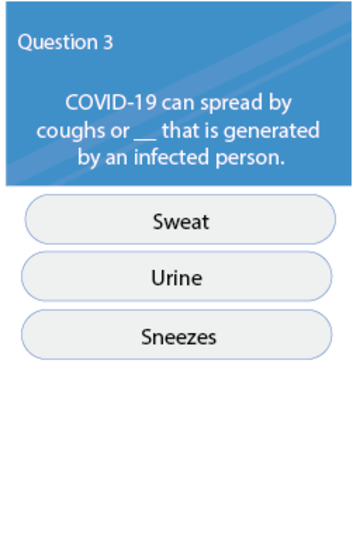 Question 3
COVID-19 can spread by
coughs or __ that is generated
by an infected person.
Sweat
Urine
Sneezes